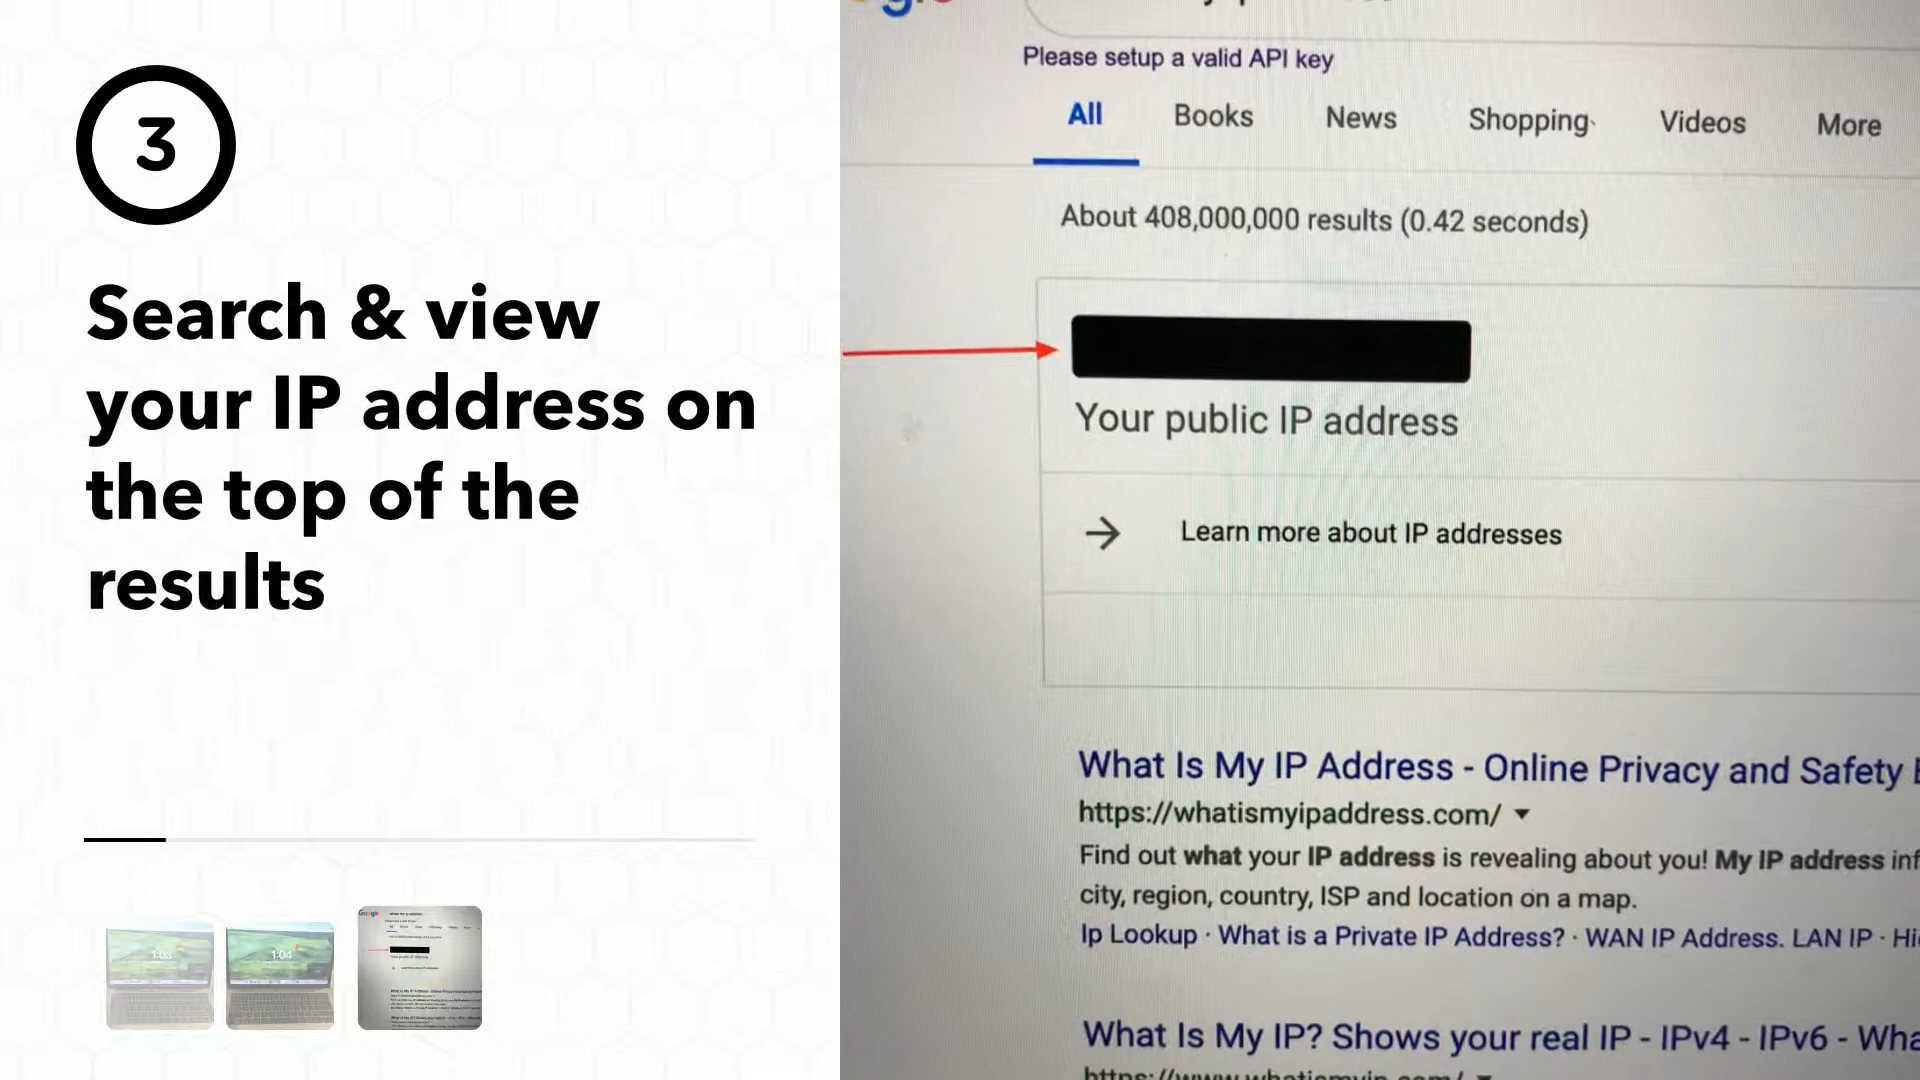 3
Search & view
your IP address on
the top of the
results
Please setup a valid API key
All Books News Shopping Videos More
About 408,000,000 results (0.42 seconds)
Your public IP address
→ Learn more about IP addresses
What Is My IP Address - Online Privacy and Safety
https://whatismyipaddress.com/ ▼
Find out what your IP address is revealing about you! My IP address
city, region, country, ISP and location on a map.
Ip Lookup · What is a Private IP Address? · WAN IP Address. LAN IP ·
What Is My IP? Shows your real IP - IPv4 - IPv6 -
1:03
1:04